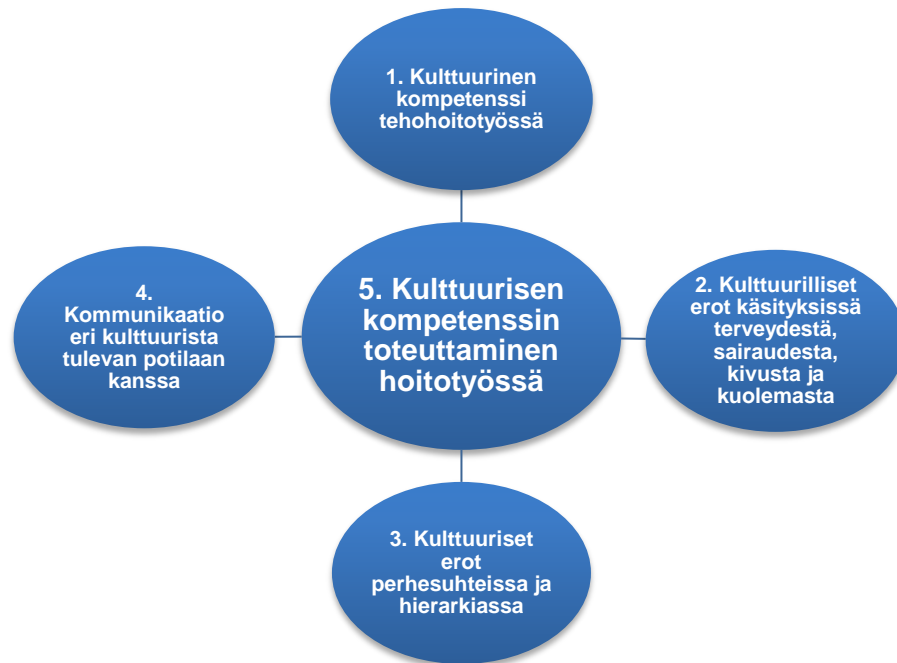 1. Kulttuurinen
kompetenssi
tehohoitotyössä
2. Kulttuurilliset
erot käsityksissä
terveydestä,
sairaudesta,
kivusta ja
kuolemasta
3. Kulttuuriset
erot
perhesuhteissa ja
hierarkiassa
4.
Kommunikaatio
eri kulttuurista
tulevan potilaan
kanssa
5. Kulttuurisen
kompetenssin
toteuttaminen
hoitotyössä